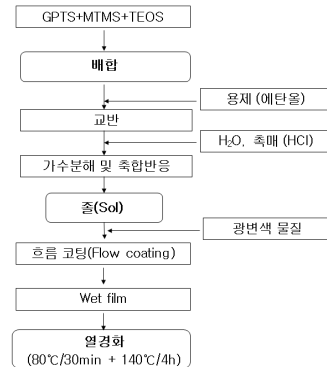 GPTS+MTMS+TEOS
배합
용제 (에탄올)
교반
H₂O, 촉매 (HCl)
가수분해 및 축합반응
졸(Sol)
광변색 물질
흐름 코팅(Flow coating)
Wet film
열경화
(80℃/30min + 140℃/4h)